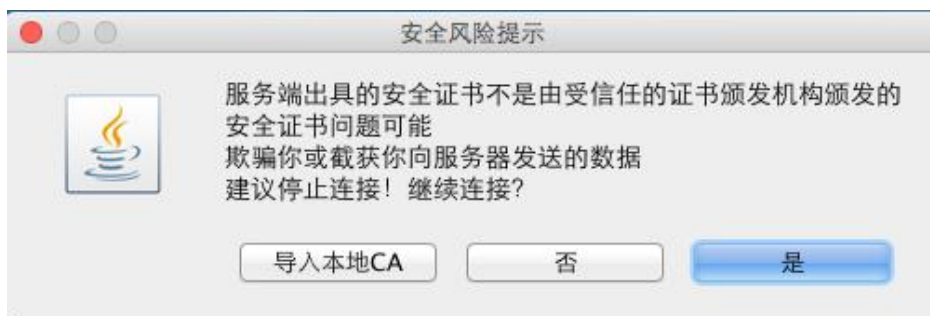 安全风险提示
服务端出具的安全证书不是由受信任的证书颁发机构颁发的
安全证书问题可能
欺骗你或截获你向服务器发送的数据
建议停止连接！继续连接?
导入本地CA
否
是